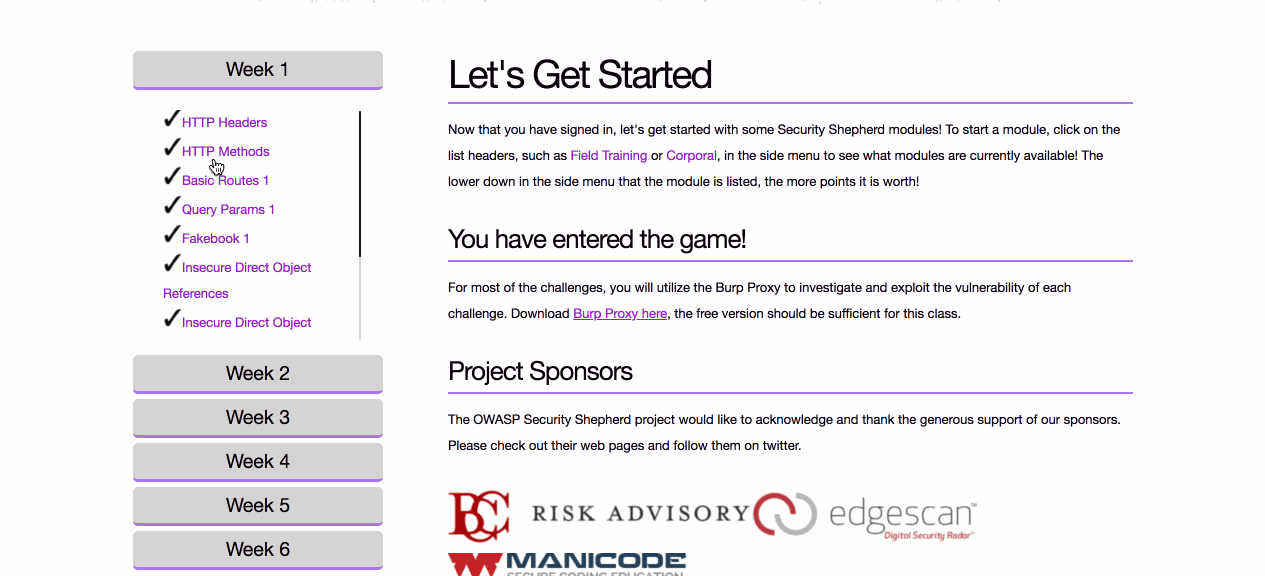 Week 1
HTTP Headers
HTTP Methods
Basic Routes 1
Query Params 1
Fakebook 1
Insecure Direct Object
References
Insecure Direct Object
Week 2
Week 3
Week 4
Week 5
Week 6
Let's Get Started
Now that you have signed in, let's get started with some Security Shepherd modules! To start a module, click on the
list headers, such as Field Training or Corporal, in the side menu to see what modules are currently available! The
lower down in the side menu that the module is listed, the more points it is worth!
You have entered the game!
For most of the challenges, you will utilize the Burp Proxy to investigate and exploit the vulnerability of each
challenge. Download Burp Proxy here, the free version should be sufficient for this class.
Project Sponsors
The OWASP Security Shepherd project would like to acknowledge and thank the generous support of our sponsors.
Please check out their web pages and follow them on twitter.
BCC RISK ADVISORY
edgescan™
Digital Security Radar™
MANICODE
SECURE CODING EDUCATION